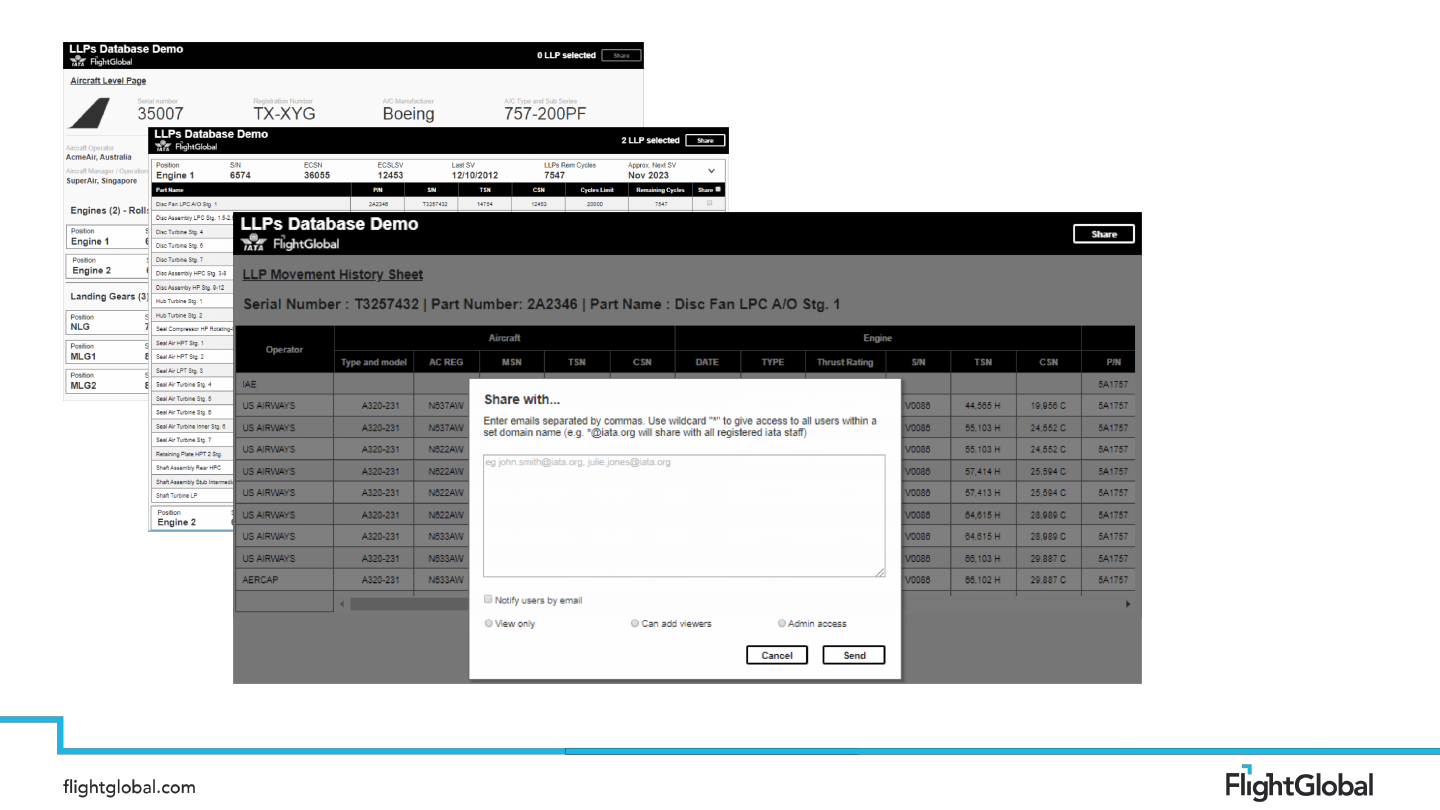 LLPs Database Demo
IATA FlightGlobal
0 LLP selected Share
Aircraft Level Page
Serial number Registration Number A/C Manufacturer A/C Type and Sub Series
35007 TX-XYG Boeing 757-200PF
Aircraft Operator
AcmeAir, Australia
Aircraft Manager / Operation
SuperAir, Singapore
Engines (2) - Roll
Position S
Engine 1 6
Position
Engine 2
Landing Gears (3)
Position S
NLG 7
Position S
MLG1 8
Position S
MLG2 8
LLPs Database Demo
IATA FlightGlobal
2 LLP selected Share
Position S/N ECSN ECSLSV Last SV LLPs Rem Cycles Approx. Next SV
Engine 1 6574 36055 12453 12/10/2012 7547 Nov 2023
Part Name P/N S/N TSN CSN Cycles Limit Remaining Cycles Share
Disc Fan LPC A/O Stg. 1 2A2346 T3257432 14764 12453 20000 7547
Disc Assembly LPC Stg. 1.5-2.5
Disc Turbine Stg. 4
Disc Turbine Stg. 5
Disc Turbine Stg. 7
Disc Assembly HPC Stg. 3-8
Disc Assemby HP Stg. 9-12
Hub Turbine Stg. 1
Hub Turbine Stg. 2
Seal Compressor HP Rotating-
Seal Air HPT Stg. 1
Seal Air HPT Stg. 2
Seal Air LPT Stg. 3
Seal Air Turbine Stg. 4
Seal Air Turbine Stg. 5
Seal Air Turbine Stg. 6
Seal Air Turbine Inner Stg. 6
Seal Air Turbine Stg. 7
Retaining Plate HPT 2 Stg.
Shaft Assembly Rear HPC
Shaft Assembly Stub Intermedi
Shaft Turbine LP
Position S
Engine 2 6
LLPs Database Demo
IATA FlightGlobal
Share
LLP Movement History Sheet
Serial Number : T3257432 | Part Number: 2A2346 | Part Name : Disc Fan LPC A/O Stg. 1
Operator Aircraft Engine
Type and model AC REG MSN TSN CSN DATE TYPE Thrust Rating S/N TSN CSN P/N
IAE 5A1757
US AIRWAYS A320-231 N637AW V0086 44,565 H 19,956 C 5A1757
US AIRWAYS A320-231 N637AW V0086 55,103 H 24,552 C 5A1757
US AIRWAYS A320-231 N622AW V0086 55,103 H 24,552 C 5A1757
US AIRWAYS A320-231 N622AW V0086 57,414 H 25,594 C 5A1757
US AIRWAYS A320-231 N622AW V0086 57,413 H 25,594 C 5A1757
US AIRWAYS A320-231 N622AW V0086 64,615 H 28,989 C 5A1757
US AIRWAYS A320-231 N633AW V0086 64,615 H 28,989 C 5A1757
US AIRWAYS A320-231 N633AW V0086 66,103 H 29,887 C 5A1757
AERCAP A320-231 N633AW V0086 66,102 H 29,887 C 5A1757
Share with...
Enter emails separated by commas. Use wildcard "*" to give access to all users within a
set domain name (e.g. *@iata.org will share with all registered iata staff)
eg john.smith@iata.org, julie.jones@iata.org
Notify users by email
View only Can add viewers Admin access
Cancel Send
flightglobal.com
FlightGlobal